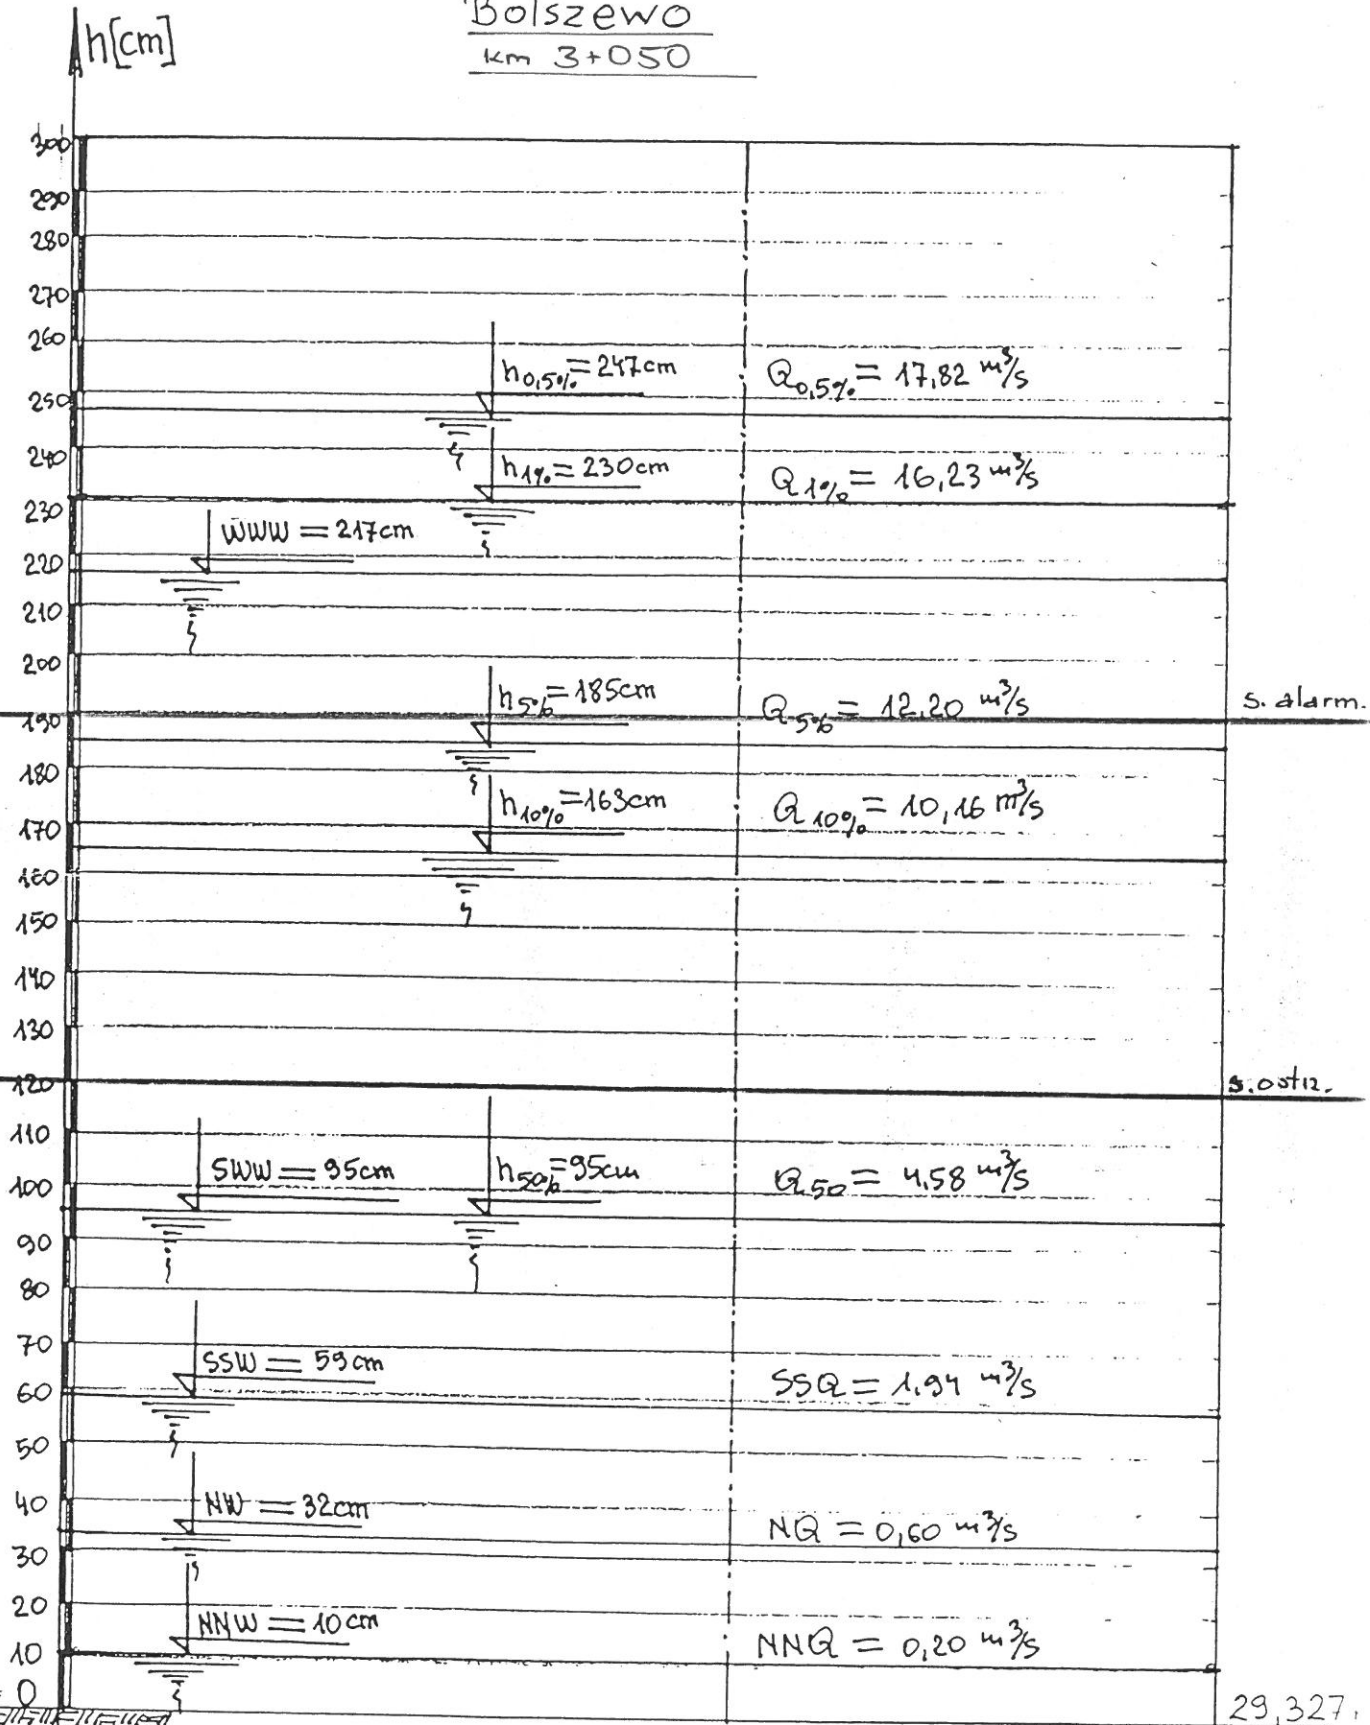 Bolszewo
km 3+050
h[cm]
300
290
280
270
260
h0,5% = 247cm Q0,5% = 17,82 m³/s
250
240
h1% = 230cm Q1% = 16,23 m³/s
230
WWW = 217cm
220
210
200
h5% = 185cm Q5% = 12,20 m³/s s. alarm.
190
180
h10% = 163cm Q10% = 10,16 m³/s
170
160
150
140
130
120 s. ostrz.
110
SWW = 95cm h50% = 95cm Q50 = 4,58 m³/s
100
90
80
70
SSW = 59cm SSQ = 1,94 m³/s
60
50
40
NW = 32cm NQ = 0,60 m³/s
30
20
NNW = 10cm NNQ = 0,20 m³/s
10
0
29,327